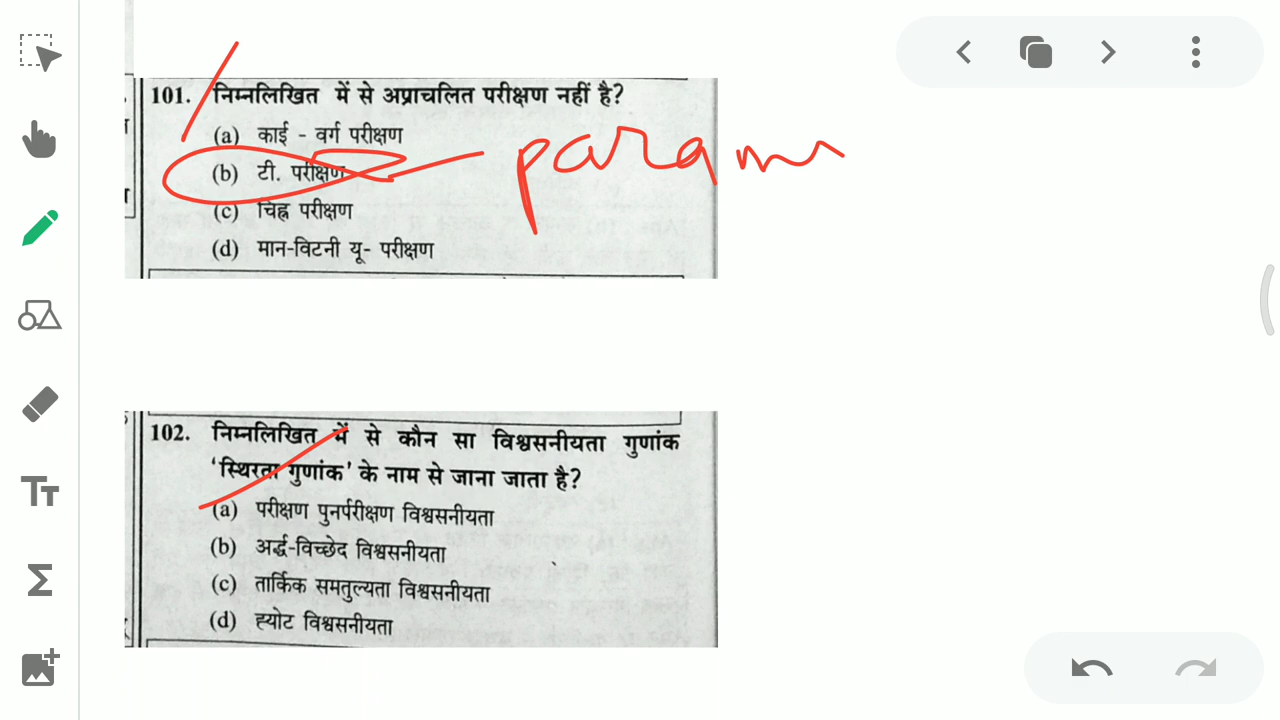 101. निम्नलिखित में से अप्राचलित परीक्षण नहीं है?
(a) काई - वर्ग परीक्षण
(b) टी. परीक्षण
param
(c) चिह्न परीक्षण
(d) मान-विटनी यू- परीक्षण
102. निम्नलिखित में से कौन सा विश्वसनीयता गुणांक
'स्थिरता गुणांक' के नाम से जाना जाता है?
(a) परीक्षण पुनर्परीक्षण विश्वसनीयता
(b) अर्द्ध-विच्छेद विश्वसनीयता
(c) तार्किक समतुल्यता विश्वसनीयता
(d) ह्योट विश्वसनीयता
Tт
Σ